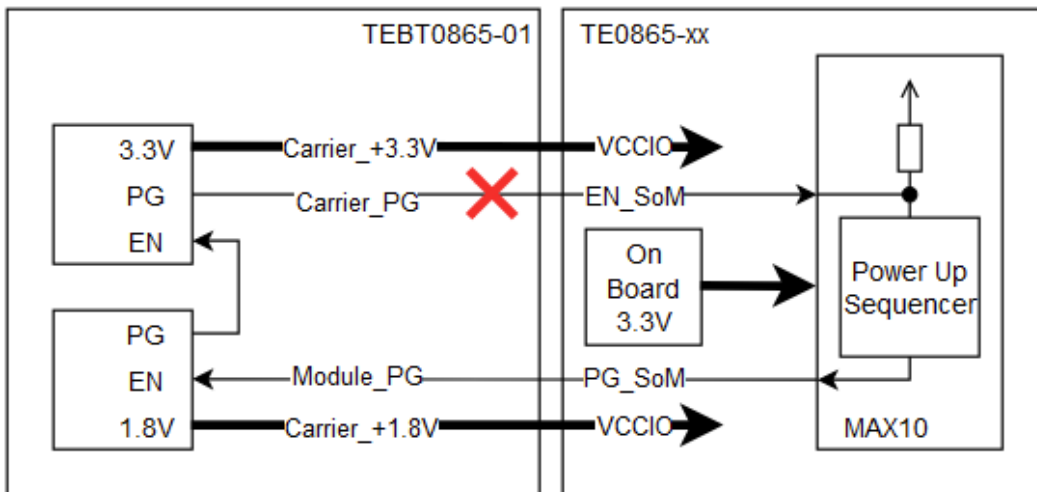 TEBT0865-01
TE0865-xx
3.3V
Carrier_+3.3V
VCCIO
PG
Carrier_PG
EN_SoM
EN
On
Board
3.3V
Power Up
Sequencer
PG
EN
Module_PG
PG_SoM
1.8V
Carrier_+1.8V
VCCIO
MAX10